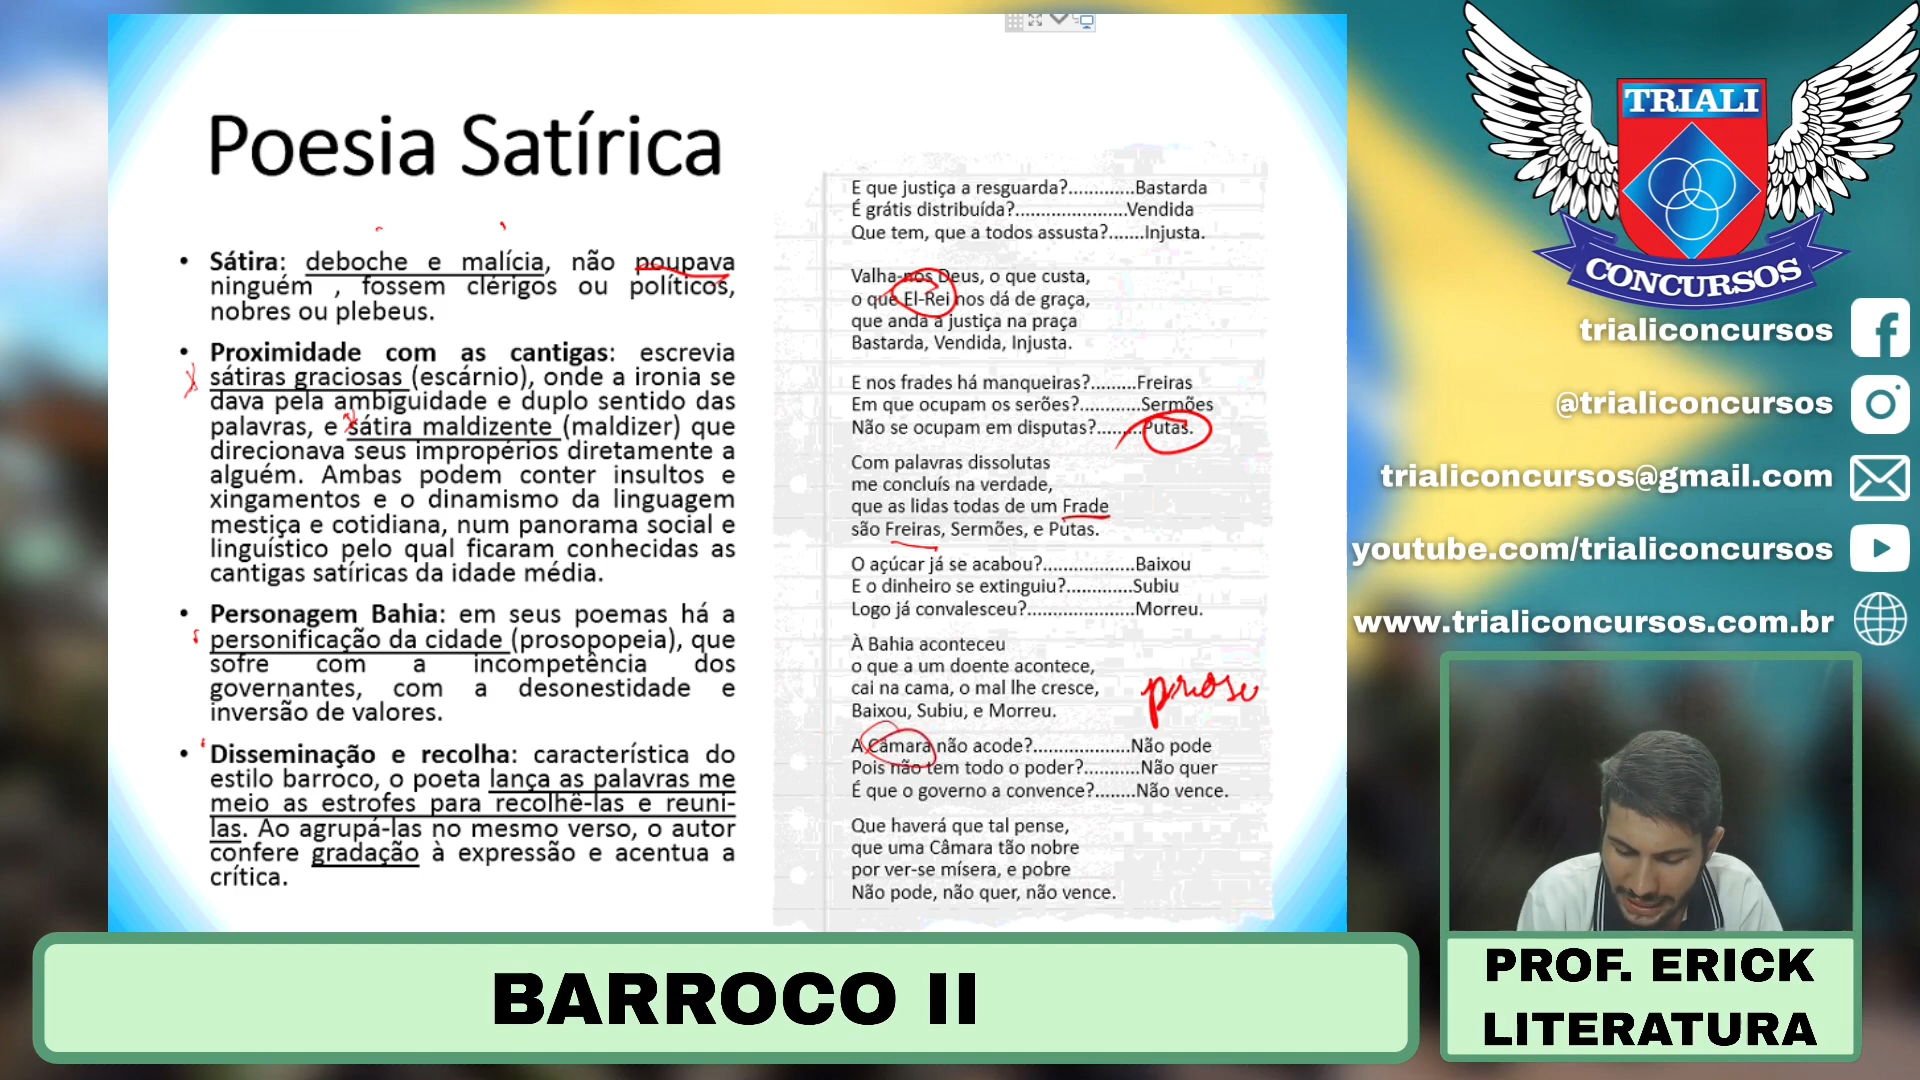 Poesia Satírica
• Sátira: deboche e malícia, não poupava
ninguém , fossem clérigos ou políticos,
nobres ou plebeus.
• Proximidade com as cantigas: escrevia
sátiras graciosas (escárnio), onde a ironia se
dava pela ambiguidade e duplo sentido das
palavras, e sátira maldizente (maldizer) que
direcionava seus impropérios diretamente a
alguém. Ambas podem conter insultos e
xingamentos e o dinamismo da linguagem
mestiça e cotidiana, num panorama social e
linguístico pelo qual ficaram conhecidas as
cantigas satíricas da idade média.
• Personagem Bahia: em seus poemas há a
personificação da cidade (prosopopeia), que
sofre com a incompetência dos
governantes, com a desonestidade e
inversão de valores.
• Disseminação e recolha: característica do
estilo barroco, o poeta lança as palavras me
meio as estrofes para recolhê-las e reuni-
las. Ao agrupá-las no mesmo verso, o autor
confere gradação à expressão e acentua a
crítica.
E que justiça a resguarda?............Bastarda
É grátis distribuída?.....................Vendida
Que tem, que a todos assusta?.......Injusta.
Valha-nos Deus, o que custa,
o que El-Rei nos dá de graça,
que anda a justiça na praça
Bastarda, Vendida, Injusta.
E nos frades há manqueiras?.........Freiras
Em que ocupam os serões?............Sermões
Não se ocupam em disputas?.........Putas.
Com palavras dissolutas
me concluís na verdade,
que as lidas todas de um Frade
são Freiras, Sermões, e Putas.
O açúcar já se acabou?..................Baixou
E o dinheiro se extinguiu?.............Subiu
Logo já convalesceu?.....................Morreu.
À Bahia aconteceu
o que a um doente acontece,
cai na cama, o mal lhe cresce,
Baixou, Subiu, e Morreu.
proso
A Câmara não acode?...................Não pode
Pois não tem todo o poder?...........Não quer
É que o governo a convence?........Não vence.
Que haverá que tal pense,
que uma Câmara tão nobre
por ver-se mísera, e pobre
Não pode, não quer, não vence.
TRIALI
CONCURSOS
trialiconcursos
@trialiconcursos
trialiconcursos@gmail.com
youtube.com/trialiconcursos
www.trialiconcursos.com.br
BARROCO II
PROF. ERICK
LITERATURA